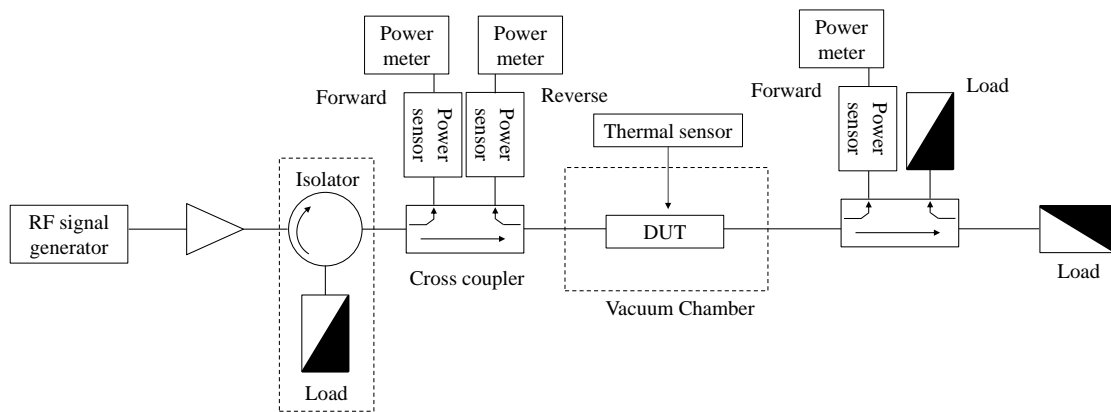 Power
meter
Power
meter
Power
meter
Forward
Power
sensor
Power
sensor
Reverse
Forward
Power
sensor
Load
Thermal sensor
Isolator
RF signal
generator
DUT
Cross coupler
Vacuum Chamber
Load
Load